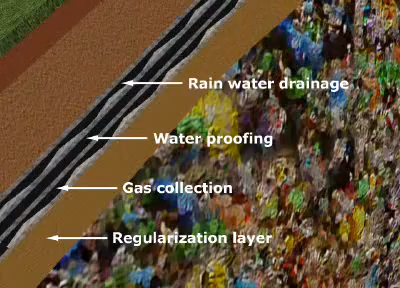 Rain water drainage
Water proofing
Gas collection
Regularization layer